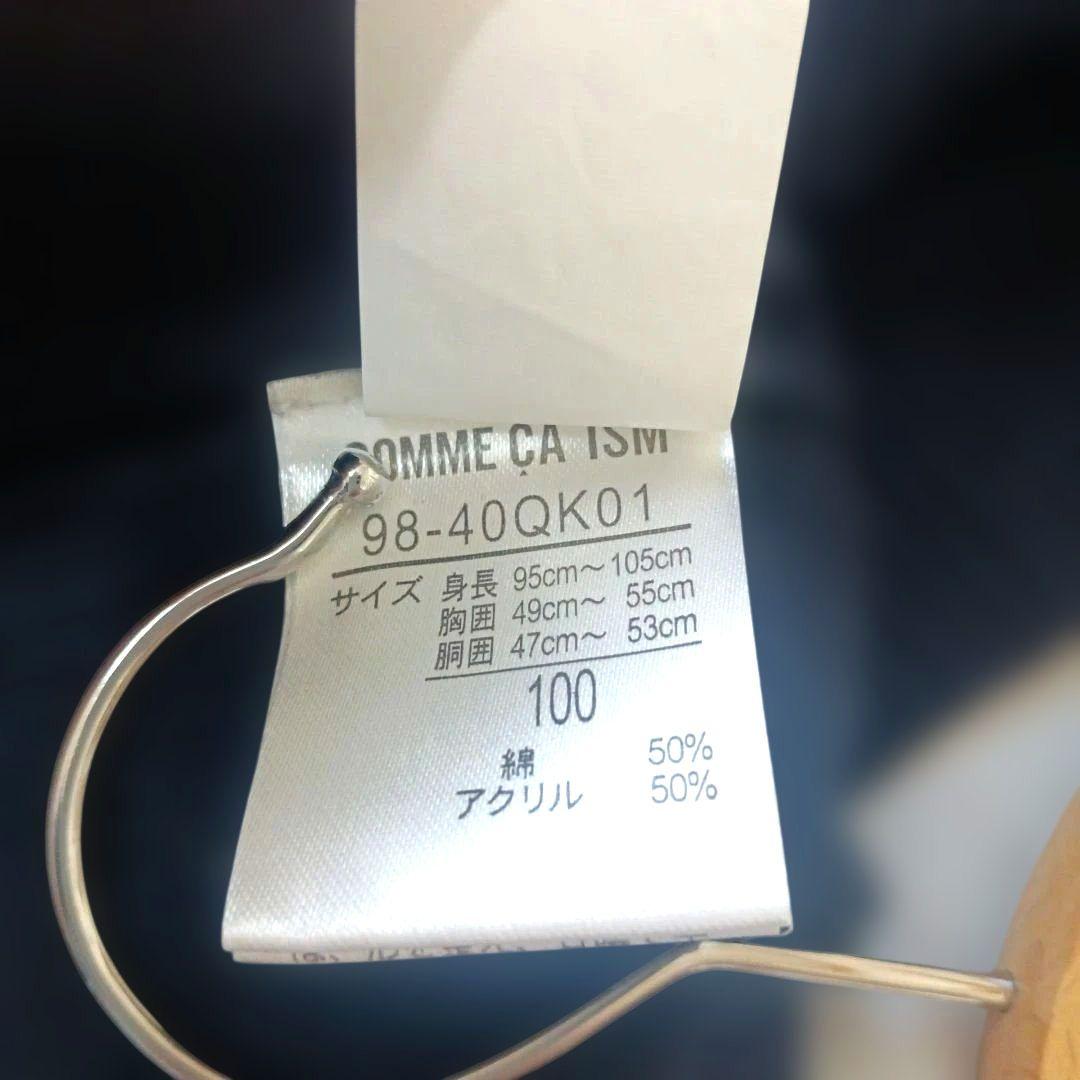 COMME ÇA ISM
98-40QK01
サイズ 身長 95cm〜105cm
胸囲 49cm〜 55cm
胴囲 47cm〜 53cm
100
綿 50%
アクリル 50%